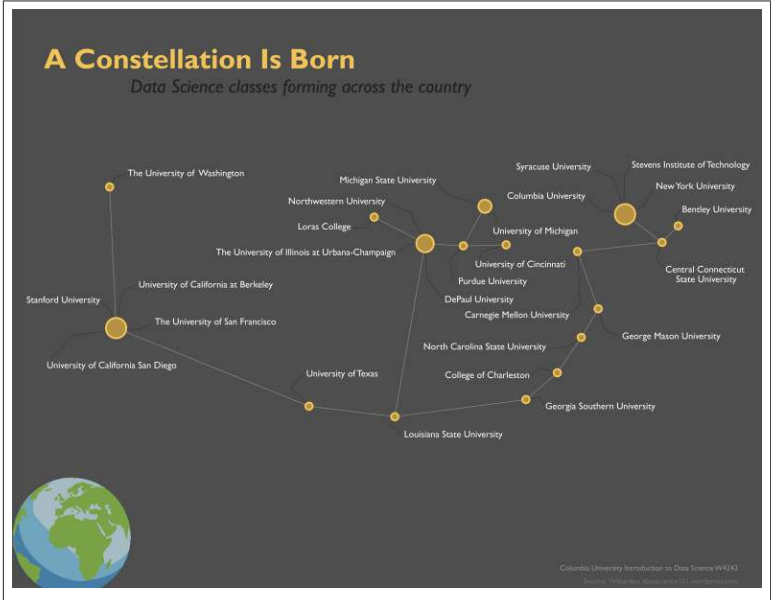 A Constellation Is Born
Data Science classes forming across the country
Syracuse University
Stevens Institute of Technology
The University of Washington
Michigan State University
New York University
Columbia University
Northwestern University
Bentley University
Loras College
University of Michigan
The University of Illinois at Urbana-Champaign
University of Cincinnati
Central Connecticut
State University
Purdue University
University of California at Berkeley
Stanford University
DePaul University
Carnegie Mellon University
The University of San Francisco
George Mason University
North Carolina State University
University of California San Diego
University of Texas
College of Charleston
Georgia Southern University
Louisiana State University
Columbia University Introduction to Data Science W4242
Source: Wikipedia, datascience101.wordpress.com